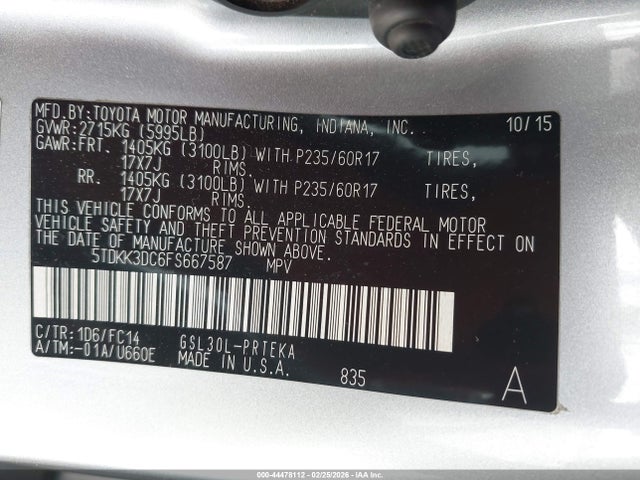 MFD.BY:TOYOTA MOTOR MANUFACTURING, INDIANA, INC. 10/15
GVWR:2715KG (5995LB)
GAWR:FRT. 1405KG (3100LB) WITH P235/60R17 TIRES,
17X7J RIMS.
RR. 1405KG (3100LB) WITH P235/60R17 TIRES,
17X7J RIMS.
THIS VEHICLE CONFORMS TO ALL APPLICABLE FEDERAL MOTOR
VEHICLE SAFETY AND THEFT PREVENTION STANDARDS IN EFFECT ON
THE DATE OF MANUFACTURE SHOWN ABOVE.
5TDKK3DC6FS667587 MPV
C/TR:1D6/FC14 GSL30L-PRTEKA
A/TM:-01A/U660E MADE IN U.S.A. 835 A
000-44478112 - 02/25/2026 - IAA Inc.